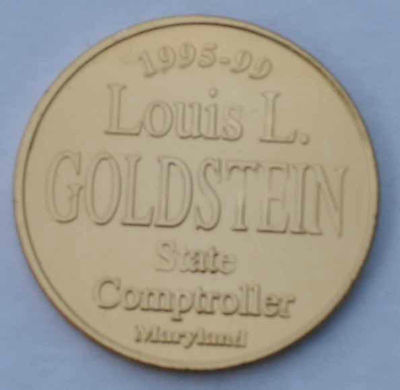 1995-99
Louis L.
GOLDSTEIN
State
Comptroller
Maryland